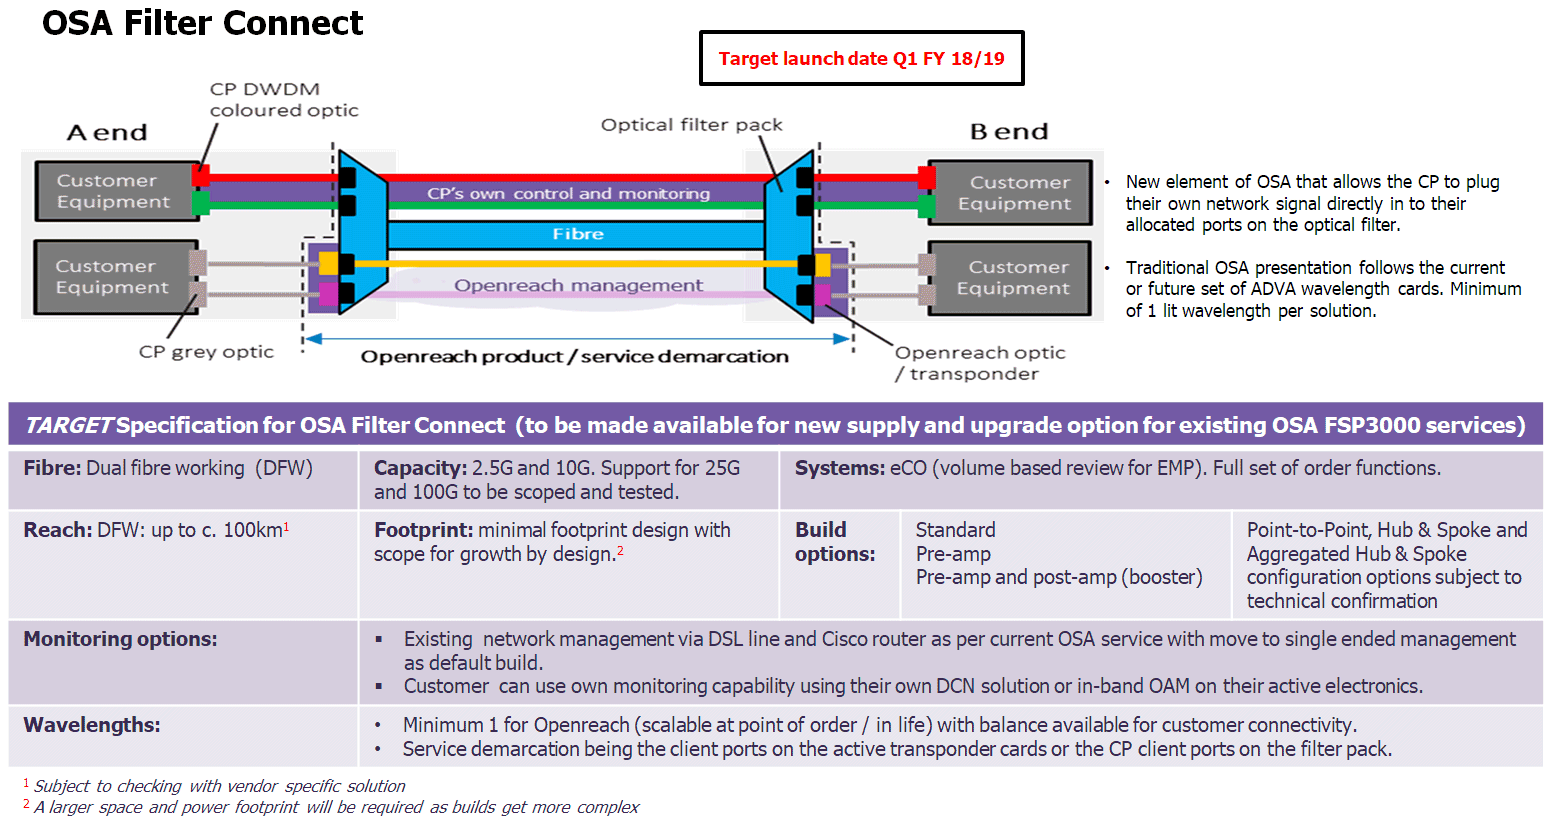 OSA Filter Connect
Target launch date Q1 FY 18/19
CP DWDM
coloured optic
A end
Optical filter pack
B end
Customer
Equipment
CP's own control and monitoring
Customer
Equipment
Fibre
Customer
Equipment
Openreach management
Customer
Equipment
CP grey optic
Openreach product / service demarcation
Openreach optic
/ transponder
• New element of OSA that allows the CP to plug
their own network signal directly in to their
allocated ports on the optical filter.
• Traditional OSA presentation follows the current
or future set of ADVA wavelength cards. Minimum
of 1 lit wavelength per solution.
TARGET Specification for OSA Filter Connect (to be made available for new supply and upgrade option for existing OSA FSP3000 services)
Fibre: Dual fibre working (DFW)
Capacity: 2.5G and 10G. Support for 25G
and 100G to be scoped and tested.
Systems: eCO (volume based review for EMP). Full set of order functions.
Reach: DFW: up to c. 100km1
Footprint: minimal footprint design with
scope for growth by design.2
Build
options:
Standard
Pre-amp
Pre-amp and post-amp (booster)
Point-to-Point, Hub & Spoke and
Aggregated Hub & Spoke
configuration options subject to
technical confirmation
Monitoring options:
▪ Existing network management via DSL line and Cisco router as per current OSA service with move to single ended management
as default build.
▪ Customer can use own monitoring capability using their own DCN solution or in-band OAM on their active electronics.
Wavelengths:
• Minimum 1 for Openreach (scalable at point of order / in life) with balance available for customer connectivity.
• Service demarcation being the client ports on the active transponder cards or the CP client ports on the filter pack.
1 Subject to checking with vendor specific solution
2 A larger space and power footprint will be required as builds get more complex